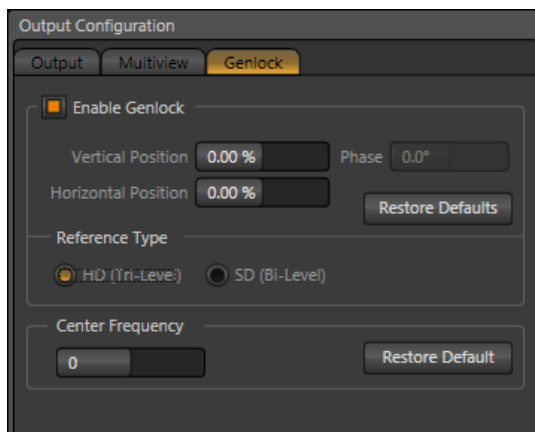 Output Configuration
Output Multiview Genlock
Enable Genlock
Vertical Position 0.00 % Phase 0.0°
Horizontal Position 0.00 %
Restore Defaults
Reference Type
HD (Tri-Level) SD (Bi-Level)
Center Frequency
0 Restore Default